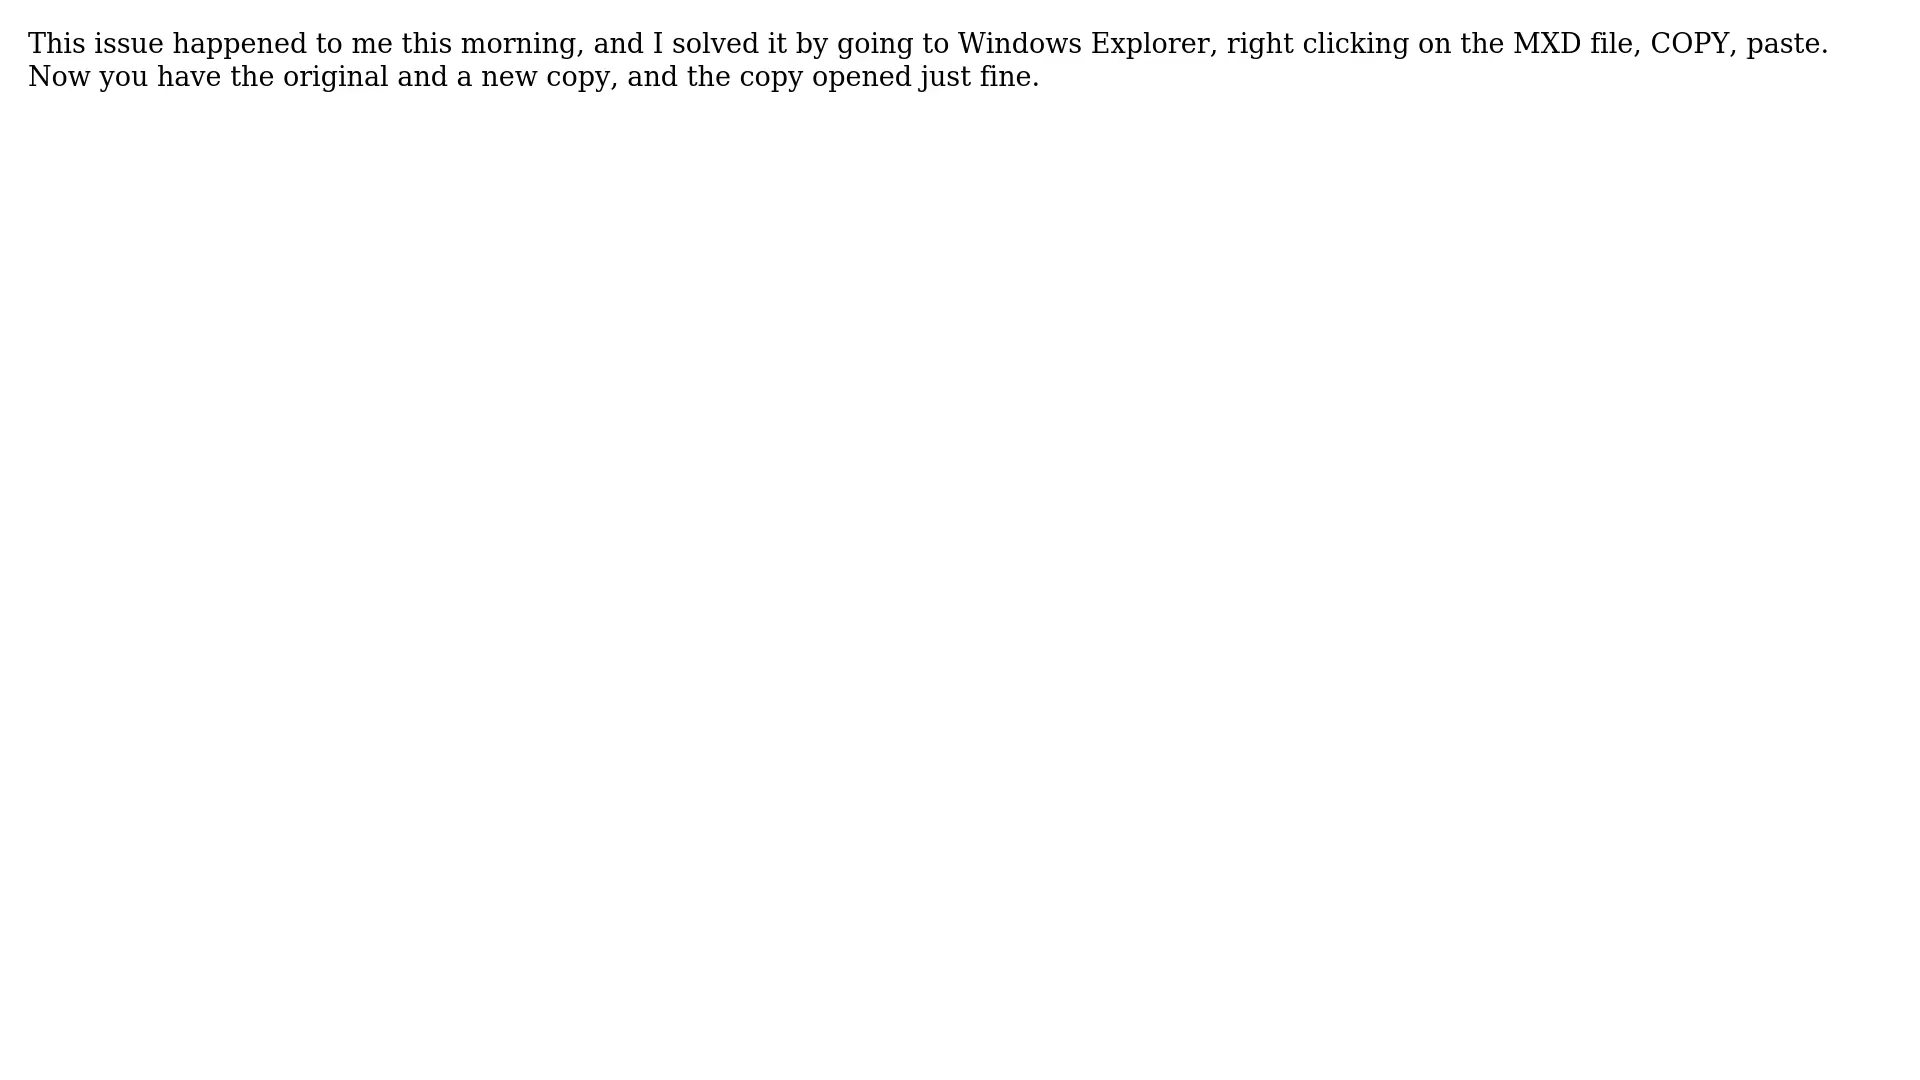 This issue happened to me this morning, and I solved it by going to Windows Explorer, right clicking on the MXD file, COPY, paste.
Now you have the original and a new copy, and the copy opened just fine.